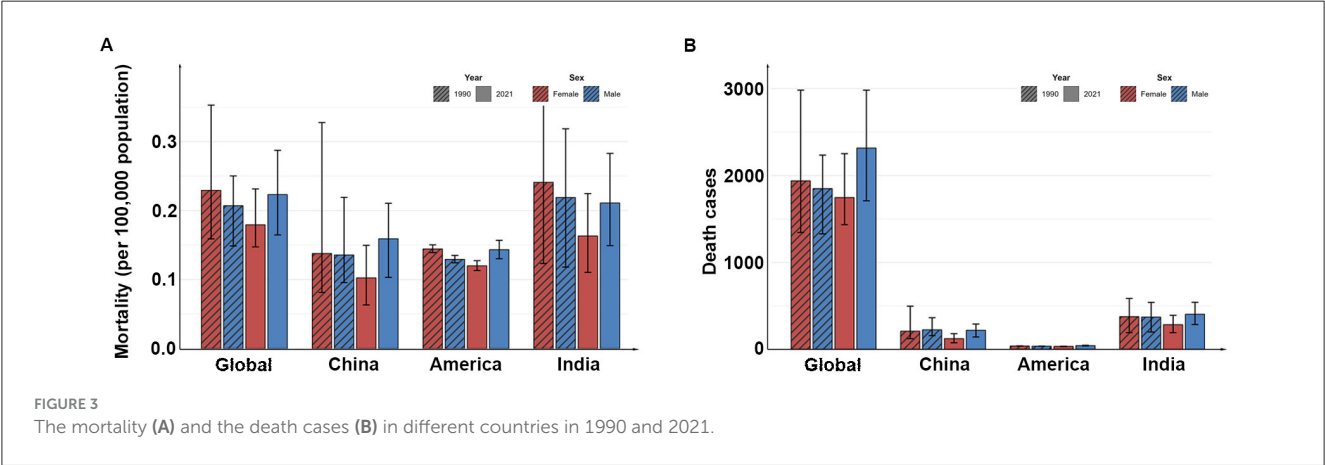 A
Mortality (per 100,000 population)
0.3
0.2
0.1
0.0
Year
1990 2021
Sex
Female Male
Global China America India
B
Death cases
3000
2000
1000
0
Year
1990 2021
Sex
Female Male
Global China America India
FIGURE 3
The mortality (A) and the death cases (B) in different countries in 1990 and 2021.